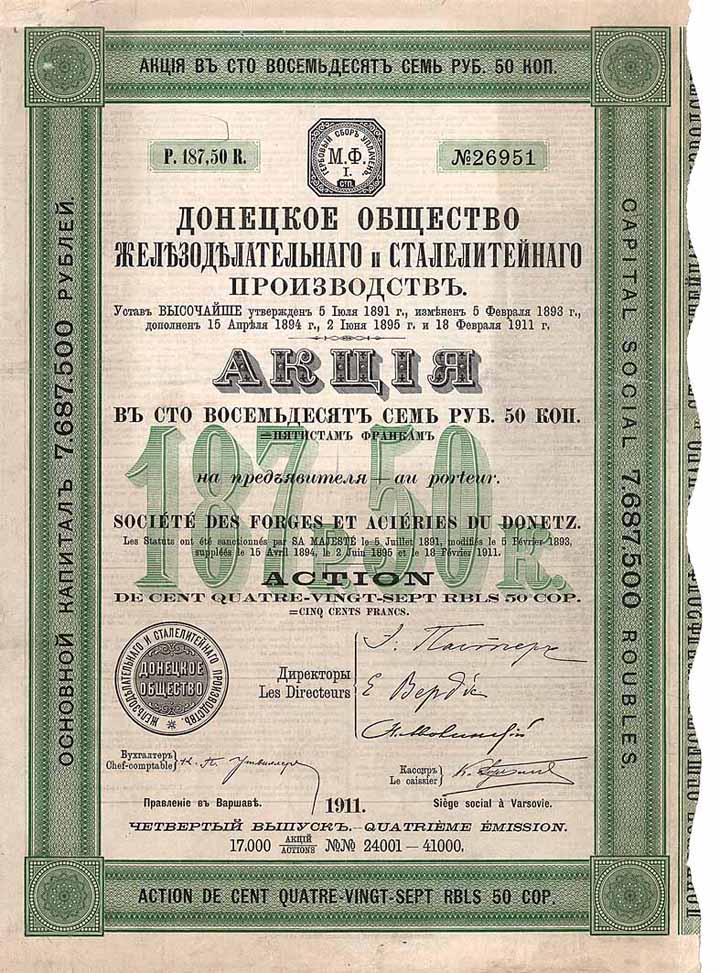 АКЦІЯ ВЪ СТО ВОСЕМЬДЕСЯТЪ СЕМЬ РУБ. 50 КОП.
Р. 187,50 R.
ГЕРБОВЫЙ СБОРЪ УПЛАЧЕНЪ
М.Ф.
I.
СПБ.
№26951
ДОНЕЦКОЕ ОБЩЕСТВО
ЖЕЛѢЗОДѢЛАТЕЛЬНАГО и СТАЛЕЛИТЕЙНАГО
ПРОИЗВОДСТВЪ.
Уставъ ВЫСОЧАЙШЕ утвержденъ 5 Іюля 1891 г., измѣненъ 5 Февраля 1893 г.,
дополненъ 15 Апрѣля 1894 г., 2 Іюня 1895 г. и 18 Февраля 1911 г.
АКЦІЯ
ВЪ СТО ВОСЕМЬДЕСЯТЪ СЕМЬ РУБ. 50 КОП.
=ПЯТИСТАМЪ ФРАНКАМЪ
187 Р. 50 К.
на предъявителя — au porteur.
SOCIÉTÉ DES FORGES ET ACIÉRIES DU DONETZ.
Les Statuts ont été sanctionnés par SA MAJESTÉ le 5 Juillet 1891, modifiés le 5 Février 1893,
suppléés le 15 Avril 1894, le 2 Juin 1895 et le 18 Février 1911.
ACTION
DE CENT QUATRE-VINGT-SEPT RBLS 50 COP.
=CINQ CENTS FRANCS.
ЖЕЛѢЗОДѢЛАТЕЛЬНАГО И СТАЛЕЛИТЕЙНАГО ПРОИЗВОДСТВЪ.
ДОНЕЦКОЕ
ОБЩЕСТВО
Директоры
Les Directeurs
Бухгалтеръ
Chef-comptable
Кассиръ
Le caissier
Правленіе въ Варшавѣ.
1911.
Siège social à Varsovie.
ЧЕТВЕРТЫЙ ВЫПУСКЪ.—QUATRIÈME ÉMISSION.
17.000 АКЦІЙ ACTIONS №№ 24001—41000.
ACTION DE CENT QUATRE-VINGT-SEPT RBLS 50 COP.
ОСНОВНОЙ КАПИТАЛЪ 7.687.500 РУБЛЕЙ.
CAPITAL SOCIAL 7.687.500 ROUBLES.